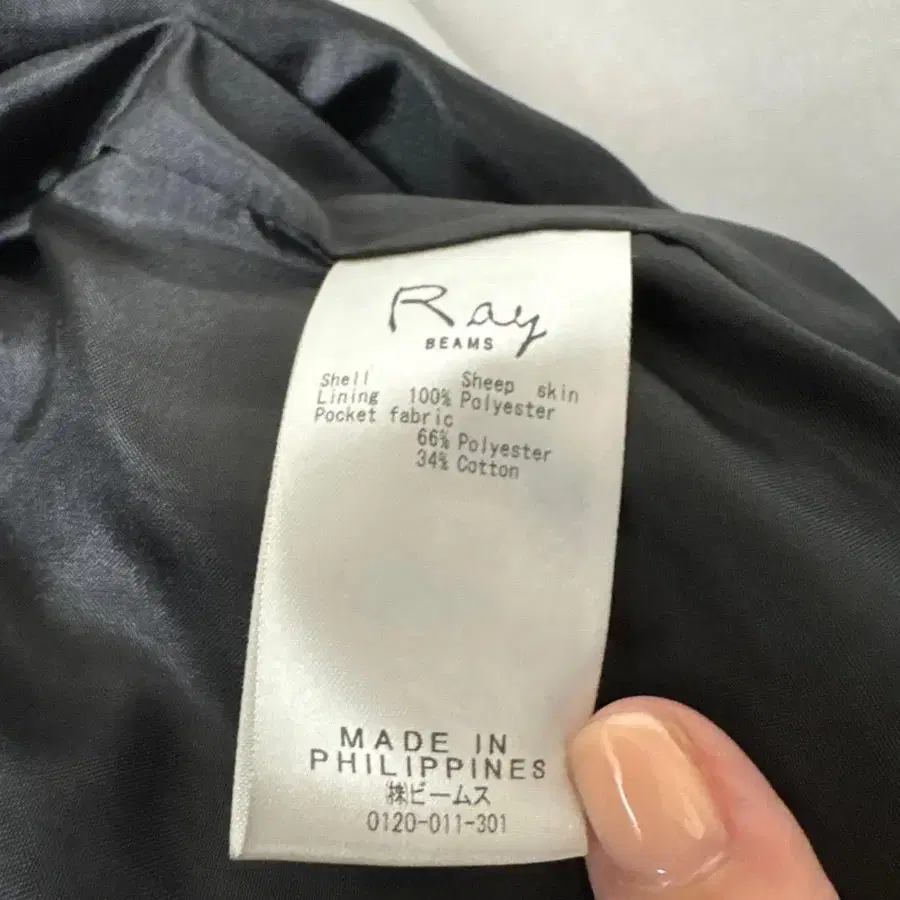 Ray
BEAMS
Shell Sheep skin
Lining 100% Polyester
Pocket fabric
66% Polyester
34% Cotton
MADE IN
PHILIPPINES
㈱ビームス
0120-011-301